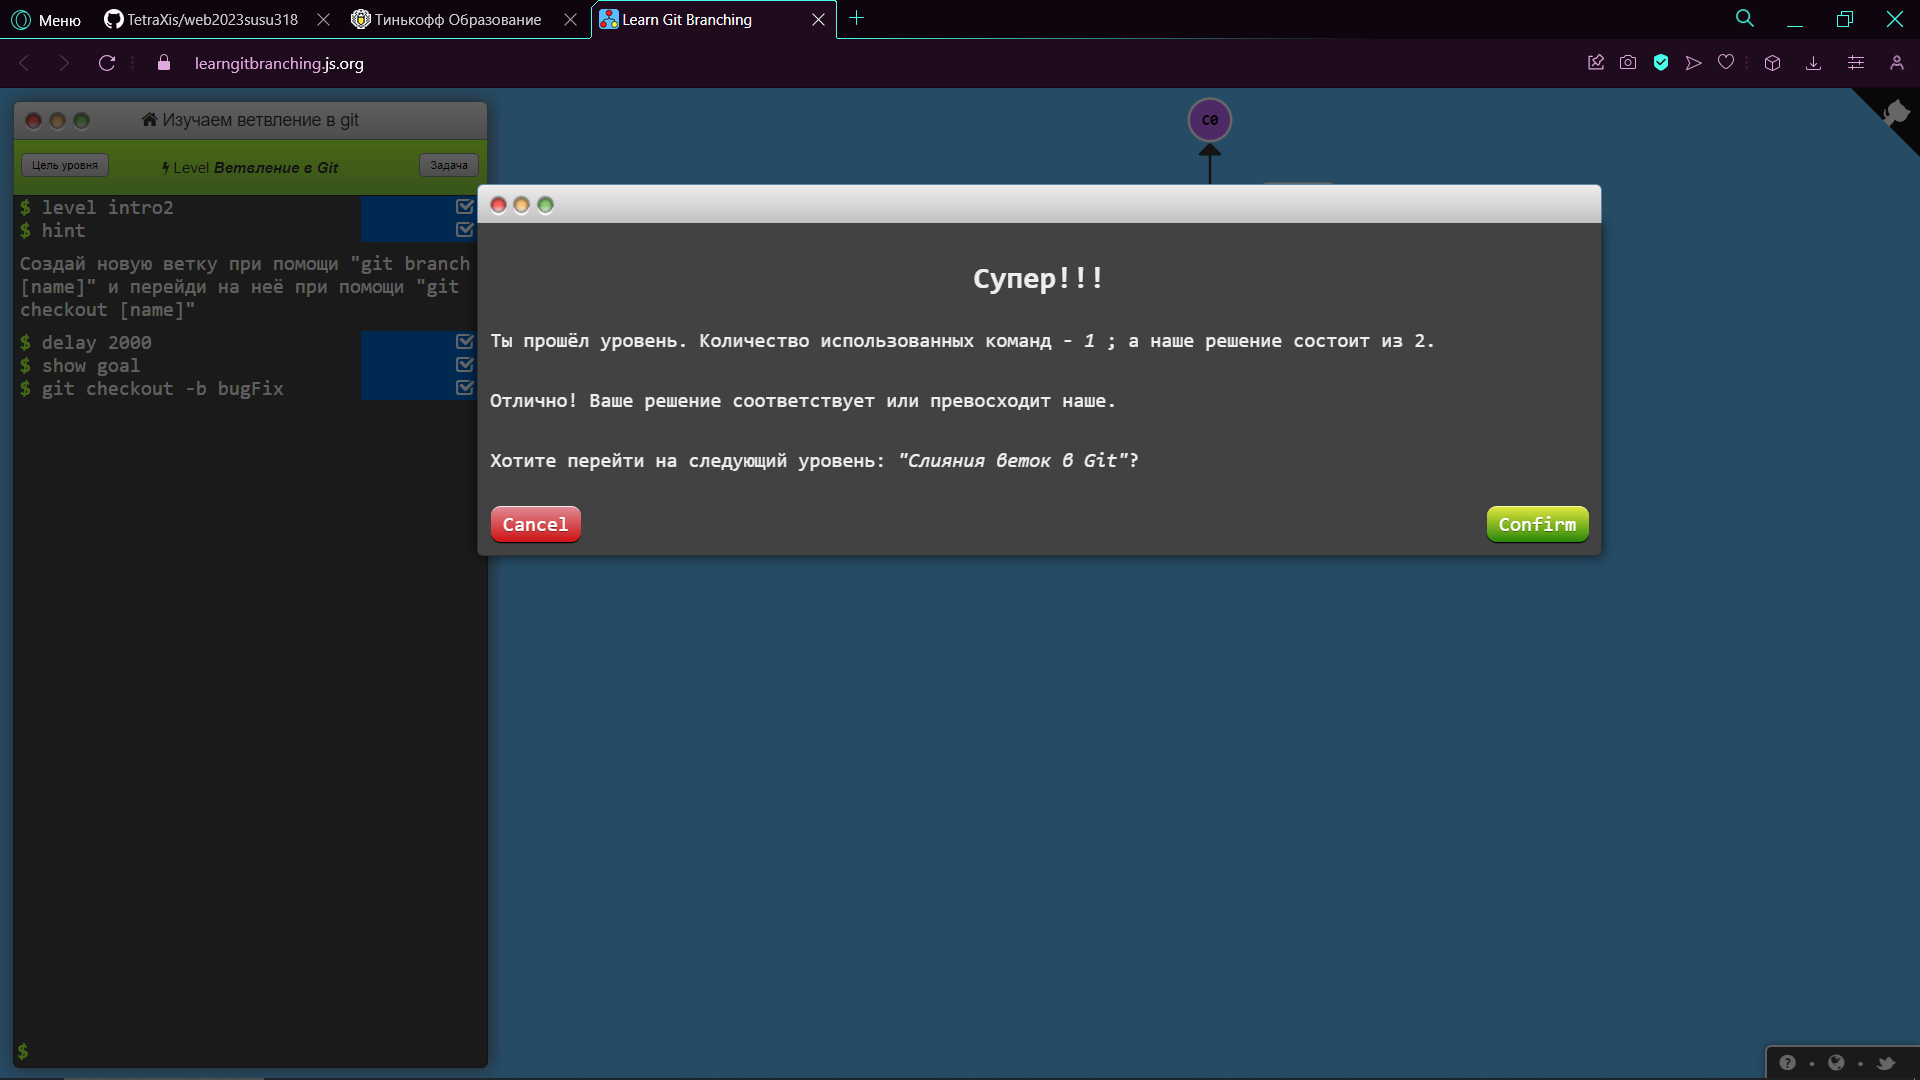 Меню
TetraXis/web2023susu318
Тинькофф Образование
Learn Git Branching
learngitbranching.js.org
Изучаем ветвление в git
Цель уровня
Level Ветвление в Git
Задача
$ level intro2
$ hint
Создай новую ветку при помощи "git branch
[name]" и перейди на неё при помощи "git
checkout [name]"
$ delay 2000
$ show goal
$ git checkout -b bugFix
$
C0
Супер!!!
Ты прошёл уровень. Количество использованных команд - 1 ; а наше решение состоит из 2.
Отлично! Ваше решение соответствует или превосходит наше.
Хотите перейти на следующий уровень: "Слияния веток в Git"?
Cancel
Confirm